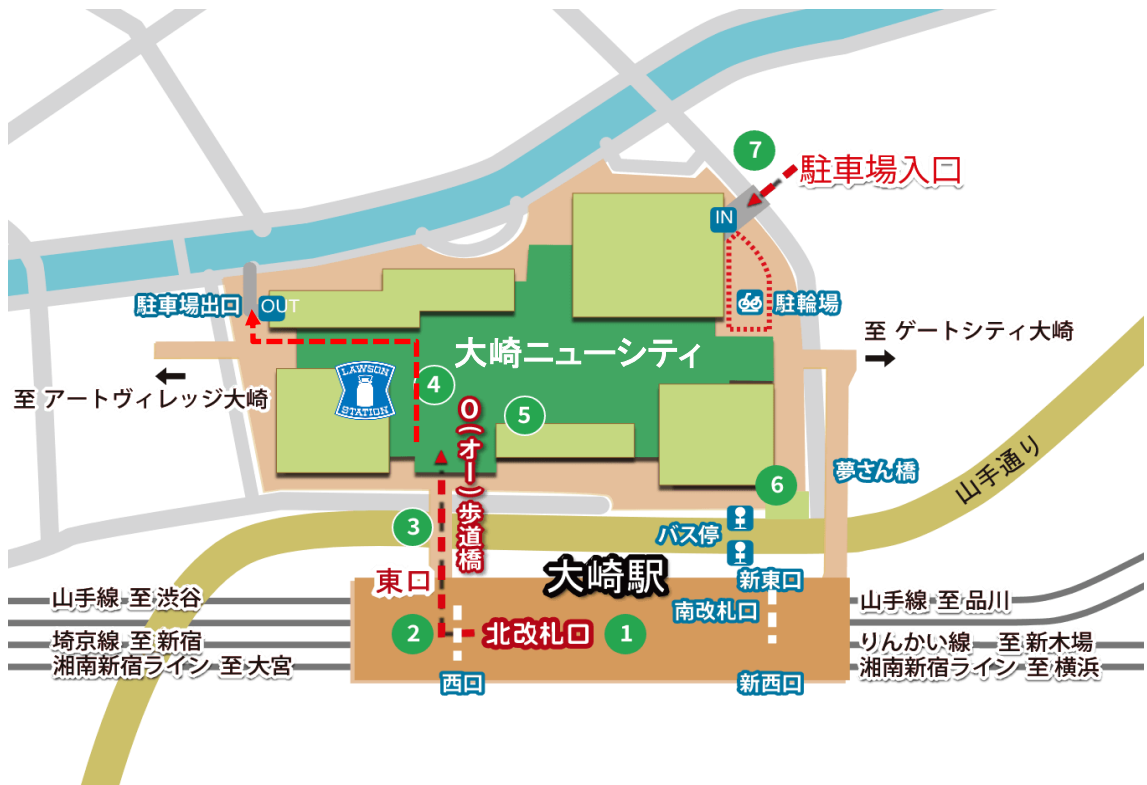 7
駐車場入口
IN
駐車場出口
OUT
駐輪場
至 ゲートシティ大崎
大崎ニューシティ
LAWSON
STATION
4
至 アートヴィレッジ大崎
5
O(オー)歩道橋
山手通り
夢さん橋
6
3
バス停
大崎駅
東口
新東口
山手線 至 渋谷
山手線 至 品川
南改札口
2
北改札口
1
埼京線 至 新宿
りんかい線 至 新木場
湘南新宿ライン 至 大宮
湘南新宿ライン 至 横浜
西口
新西口